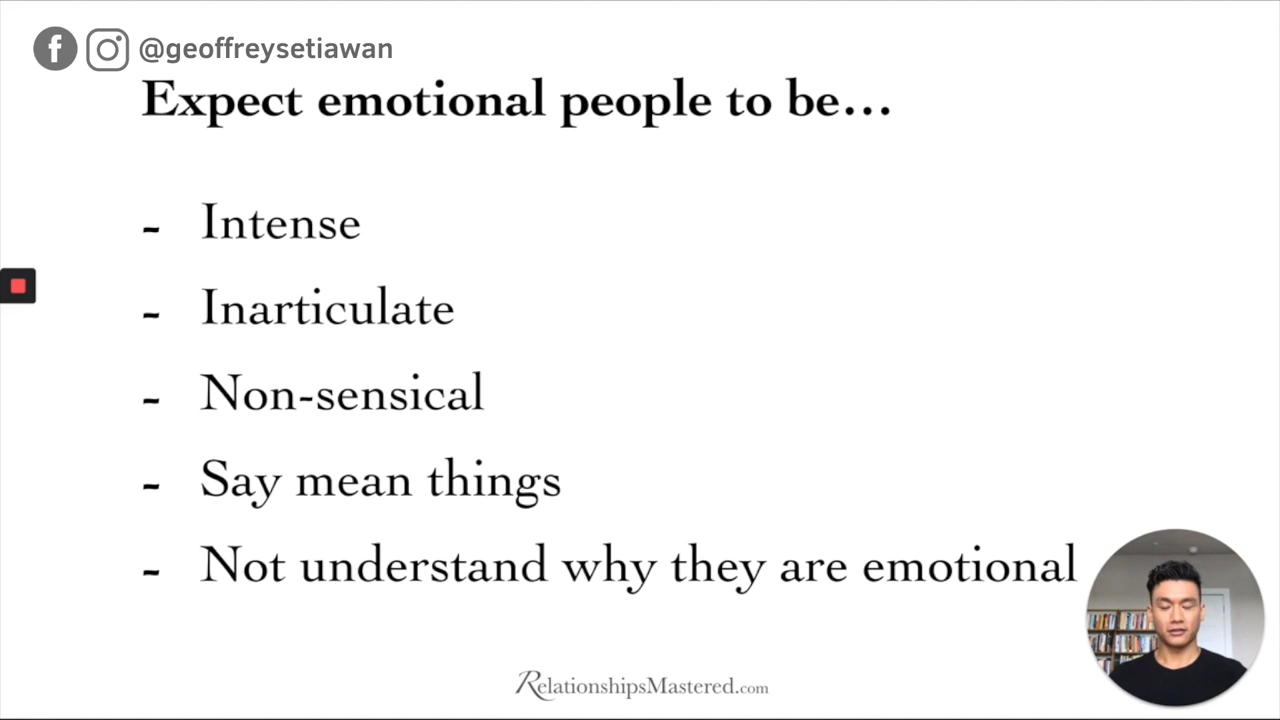 @geoffreysetiawan
Expect emotional people to be...
- Intense
- Inarticulate
- Non-sensical
- Say mean things
- Not understand why they are emotional
RelationshipsMastered.com